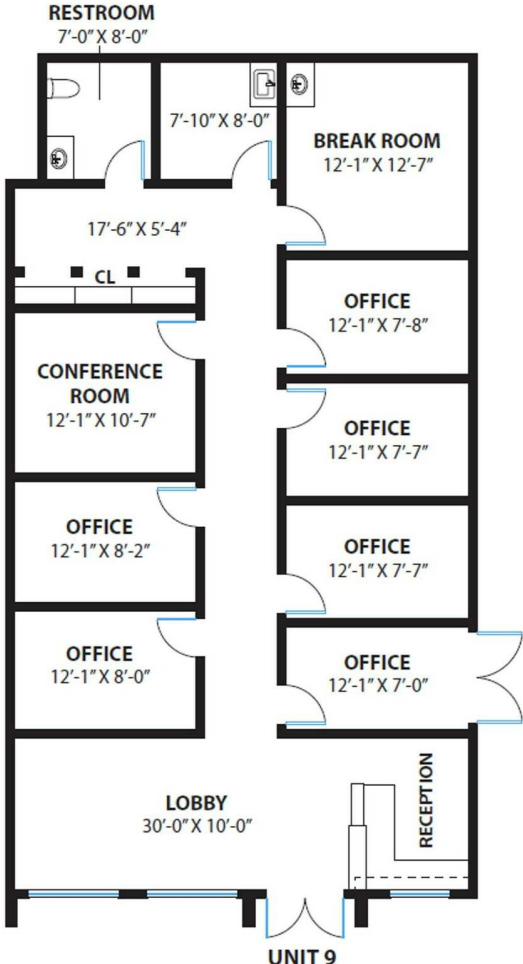 RESTROOM
7’-0” X 8’-0”
7’-10” X 8’-0”
BREAK ROOM
12’-1” X 12’-7”
17’-6” X 5’-4”
CL
OFFICE
12’-1” X 7’-8”
CONFERENCE
ROOM
12’-1” X 10’-7”
OFFICE
12’-1” X 7’-7”
OFFICE
12’-1” X 8’-2”
OFFICE
12’-1” X 7’-7”
OFFICE
12’-1” X 8’-0”
OFFICE
12’-1” X 7’-0”
LOBBY
30’-0” X 10’-0”
RECEPTION
UNIT 9